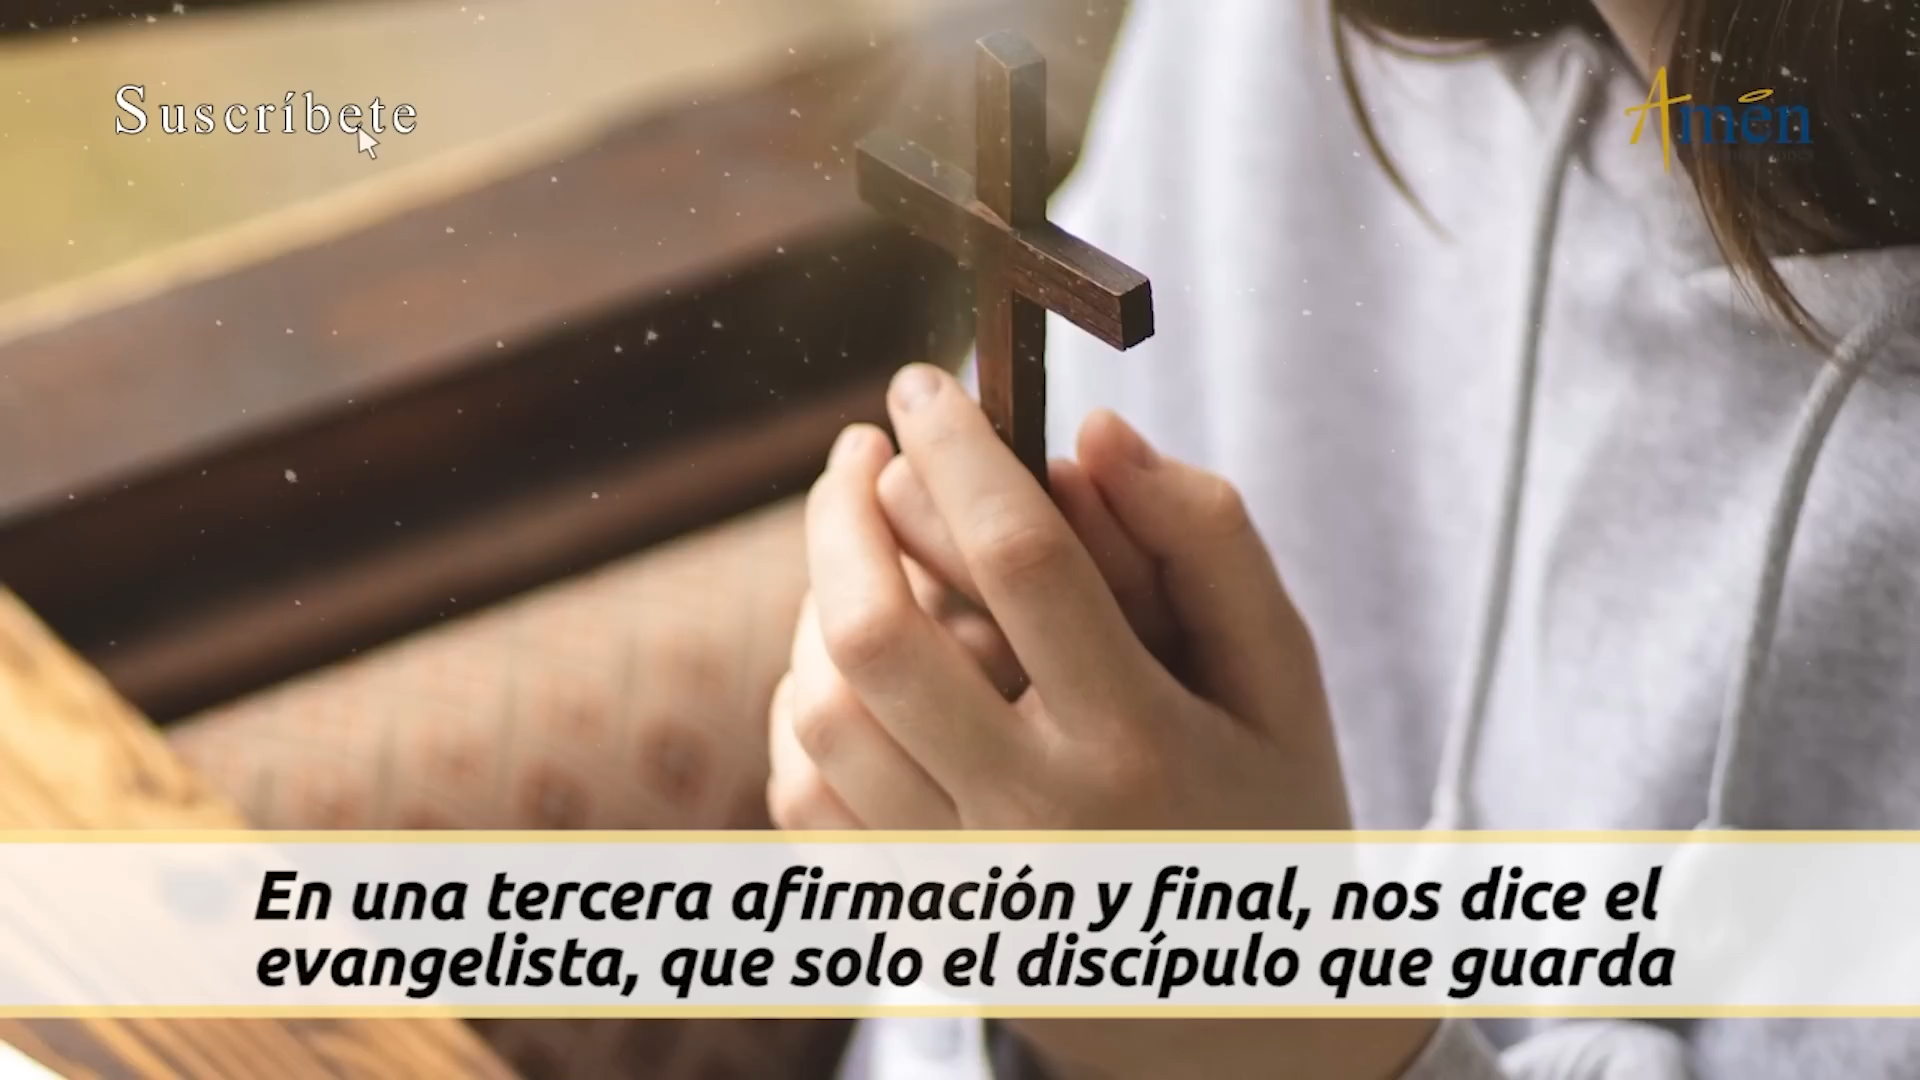 Suscríbete
Amén
En una tercera afirmación y final, nos dice el
evangelista, que solo el discípulo que guarda